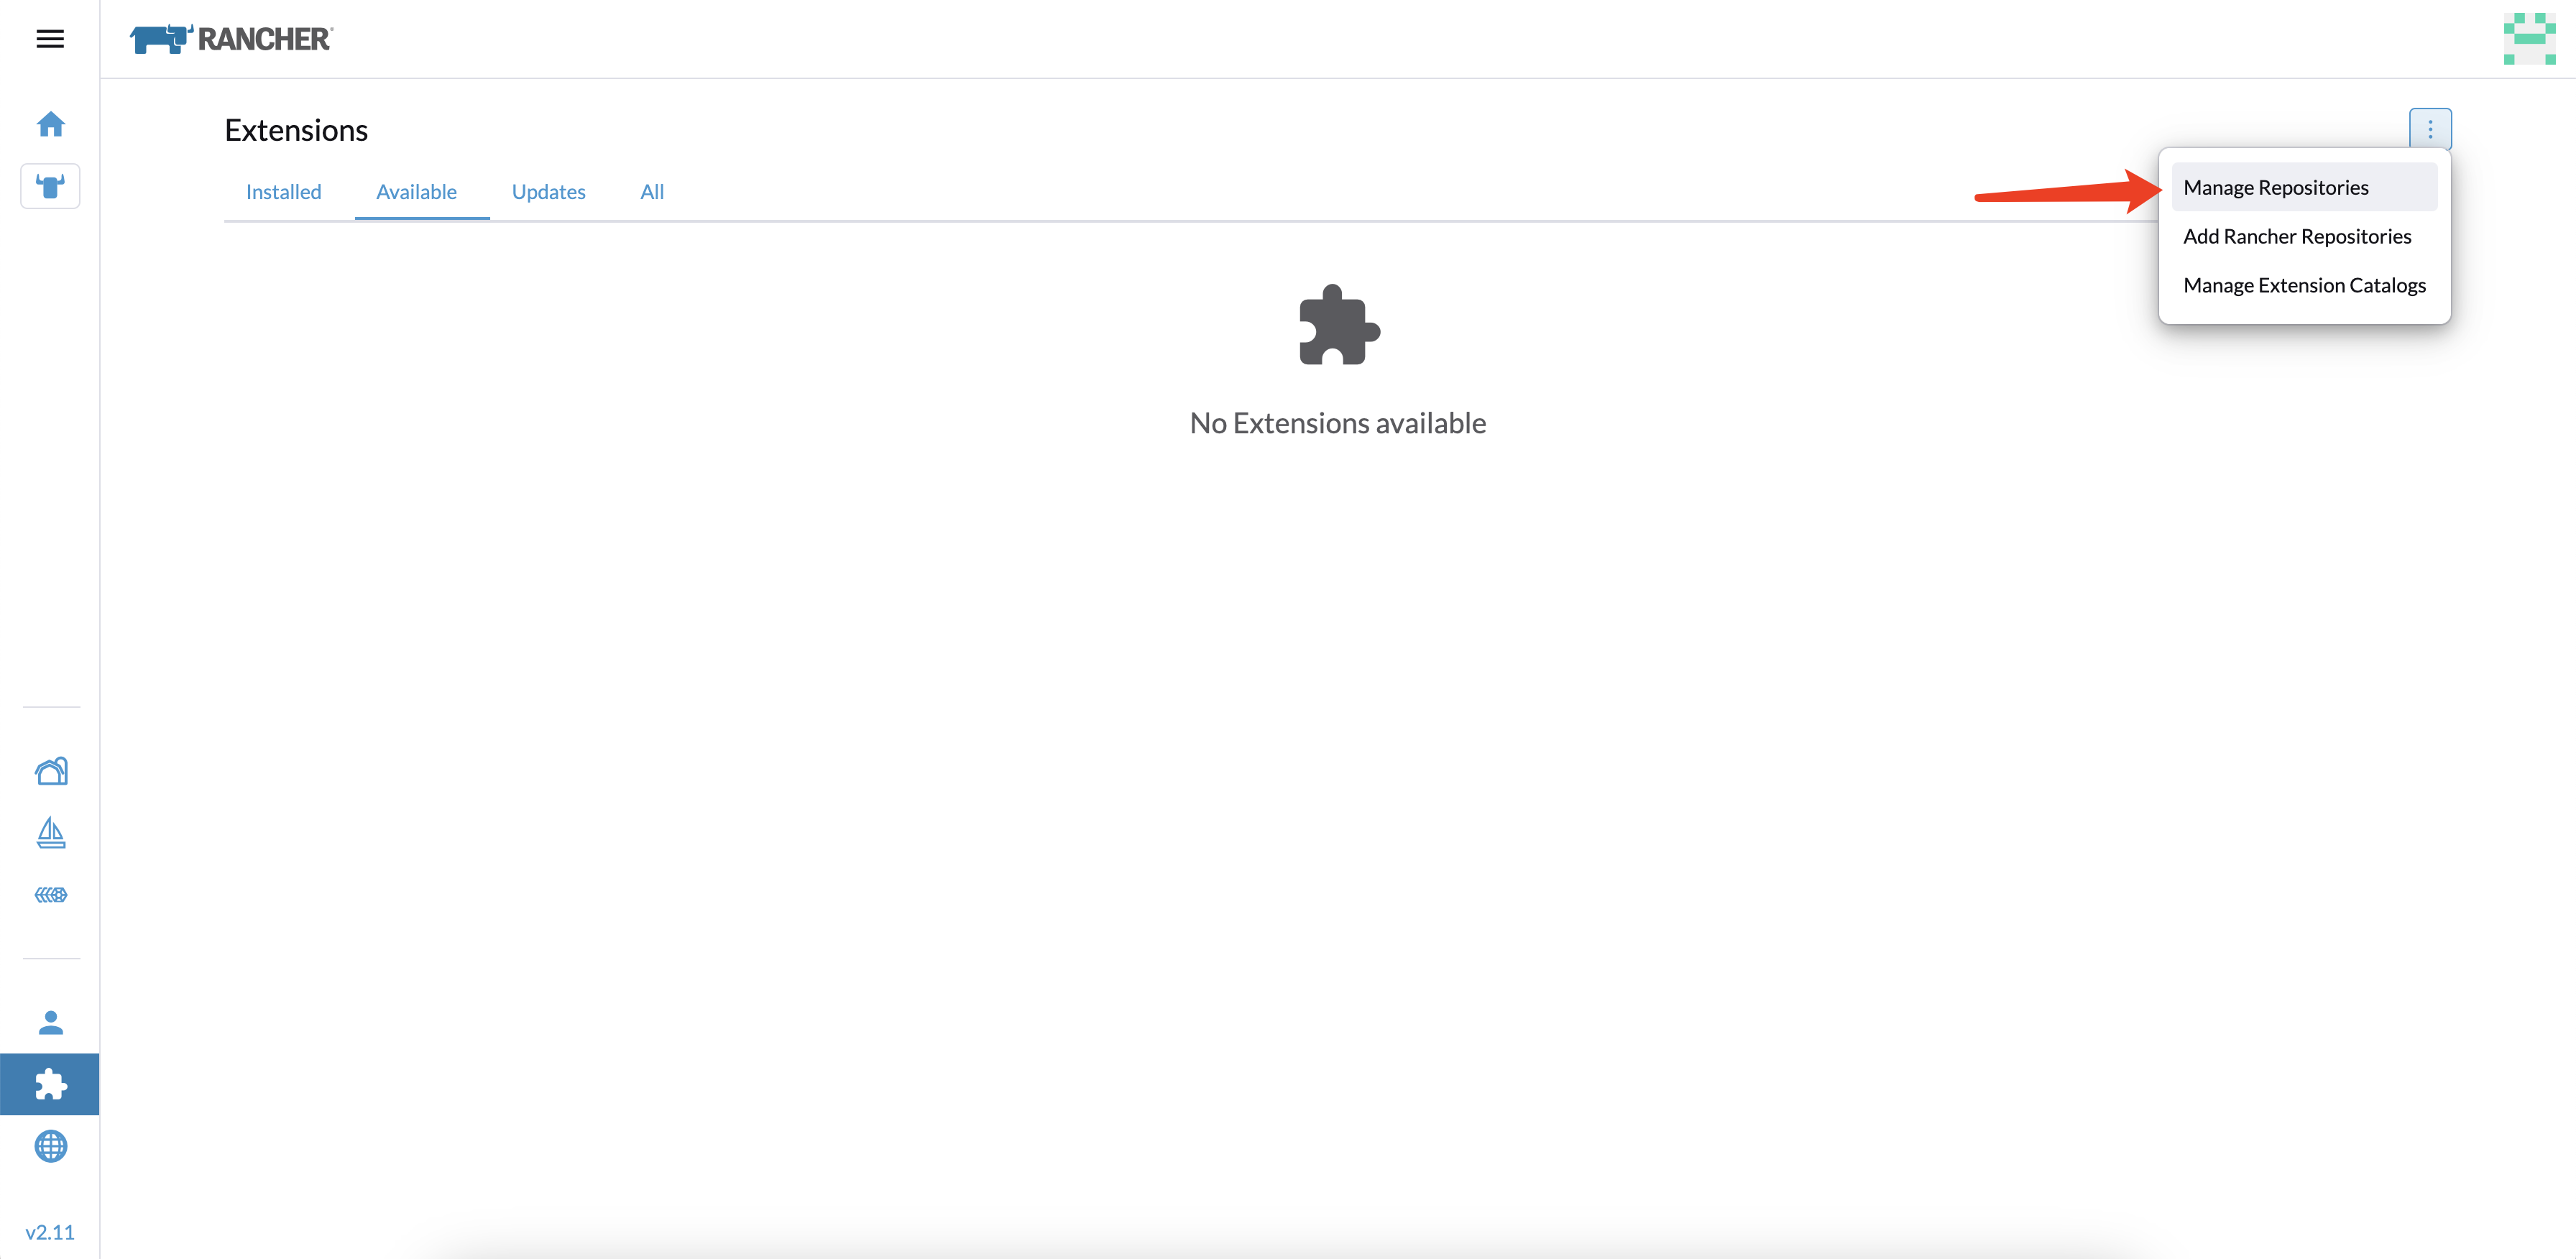 RANCHER
Extensions
Installed
Available
Updates
All
Manage Repositories
Add Rancher Repositories
Manage Extension Catalogs
No Extensions available
v2.11